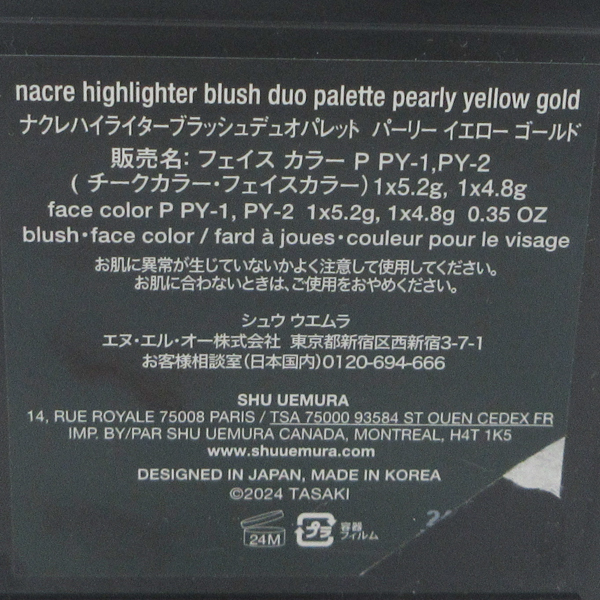 nacre highlighter blush duo palette pearly yellow gold
ナクレハイライターブラッシュデュオパレット パーリー イエロー ゴールド
販売名: フェイス カラー P PY-1,PY-2
( チークカラー・フェイスカラー) 1x5.2g, 1x4.8g
face color P PY-1, PY-2 1x5.2g, 1x4.8g 0.35 OZ
blush・face color / fard à joues・couleur pour le visage
お肌に異常が生じていないかよく注意して使用してください。
お肌に合わないときは、ご使用をおやめください。
シュウ ウエムラ
エヌ・エル・オー株式会社 東京都新宿区西新宿3-7-1
お客様相談室(日本国内)0120-694-666
SHU UEMURA
14, RUE ROYALE 75008 PARIS / TSA 75000 93584 ST OUEN CEDEX FR
IMP. BY/PAR SHU UEMURA CANADA, MONTREAL, H4T 1K5
www.shuuemura.com
DESIGNED IN JAPAN, MADE IN KOREA
©2024 TASAKI
24M プラ 容器
フィルム